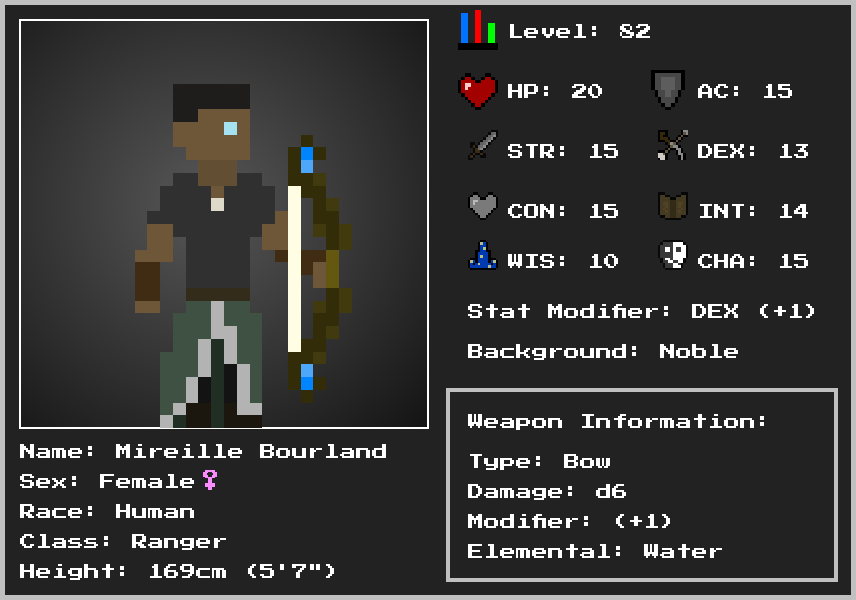 Level: 82
HP: 20
AC: 15
STR: 15
DEX: 13
CON: 15
INT: 14
WIS: 10
CHA: 15
Stat Modifier: DEX (+1)
Background: Noble
Weapon Information:
Type: Bow
Damage: d6
Modifier: (+1)
Elemental: Water
Name: Mireille Bourland
Sex: Female♀
Race: Human
Class: Ranger
Height: 169cm (5'7")